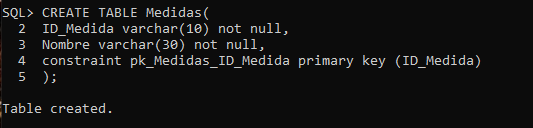 SQL> CREATE TABLE Medidas(
  2  ID_Medida varchar(10) not null,
  3  Nombre varchar(30) not null,
  4  constraint pk_Medidas_ID_Medida primary key (ID_Medida)
  5  );
Table created.